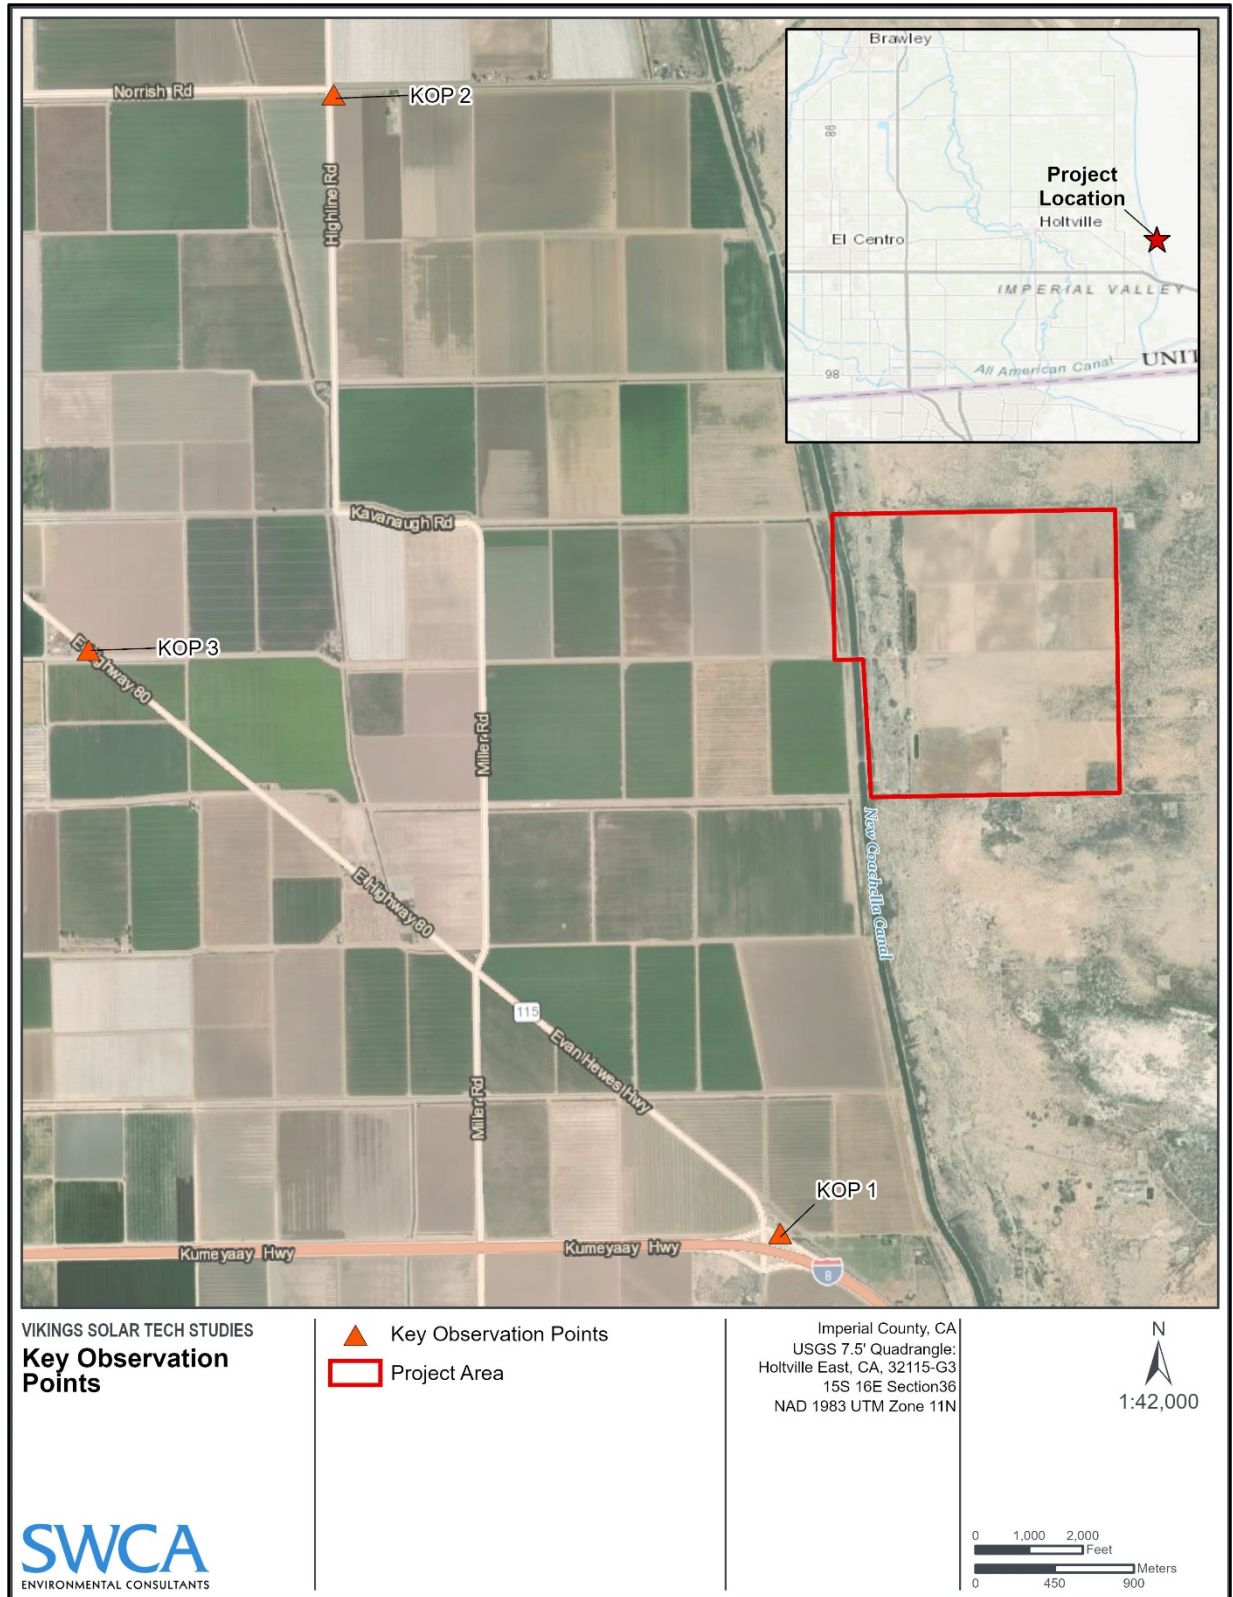 Norrish Rd
KOP 2
Highline Rd
Kavanaugh Rd
KOP 3
E Highway 80
Miller Rd
New Coachella Canal
E Highway 80
115
Evan Hewes Hwy
Miller Rd
KOP 1
Kumeyaay Hwy
Kumeyaay Hwy
8
Brawley
86
Project
Location
Holtville
El Centro
IMPERIAL VALLEY
All American Canal
UNIT
98
VIKINGS SOLAR TECH STUDIES
Key Observation
Points
SWCA
ENVIRONMENTAL CONSULTANTS
Key Observation Points
Project Area
Imperial County, CA
USGS 7.5' Quadrangle:
Holtville East, CA, 32115-G3
15S 16E Section36
NAD 1983 UTM Zone 11N
N
1:42,000
0 1,000 2,000
Feet
Meters
0 450 900